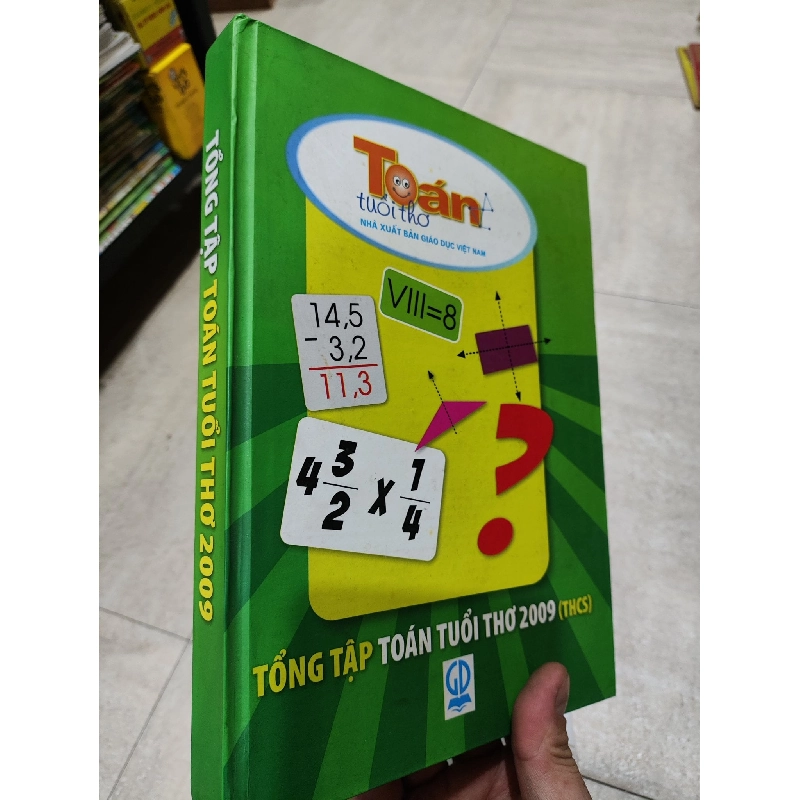 TỔNG TẬP TOÁN TUỔI THƠ 2009
Toán
tuổi thơ
NHÀ XUẤT BẢN GIÁO DỤC VIỆT NAM
VIII=8
14,5
- 3,2
11,3
4 3/2 x 1/4
?
TỔNG TẬP TOÁN TUỔI THƠ 2009 (THCS)
GD